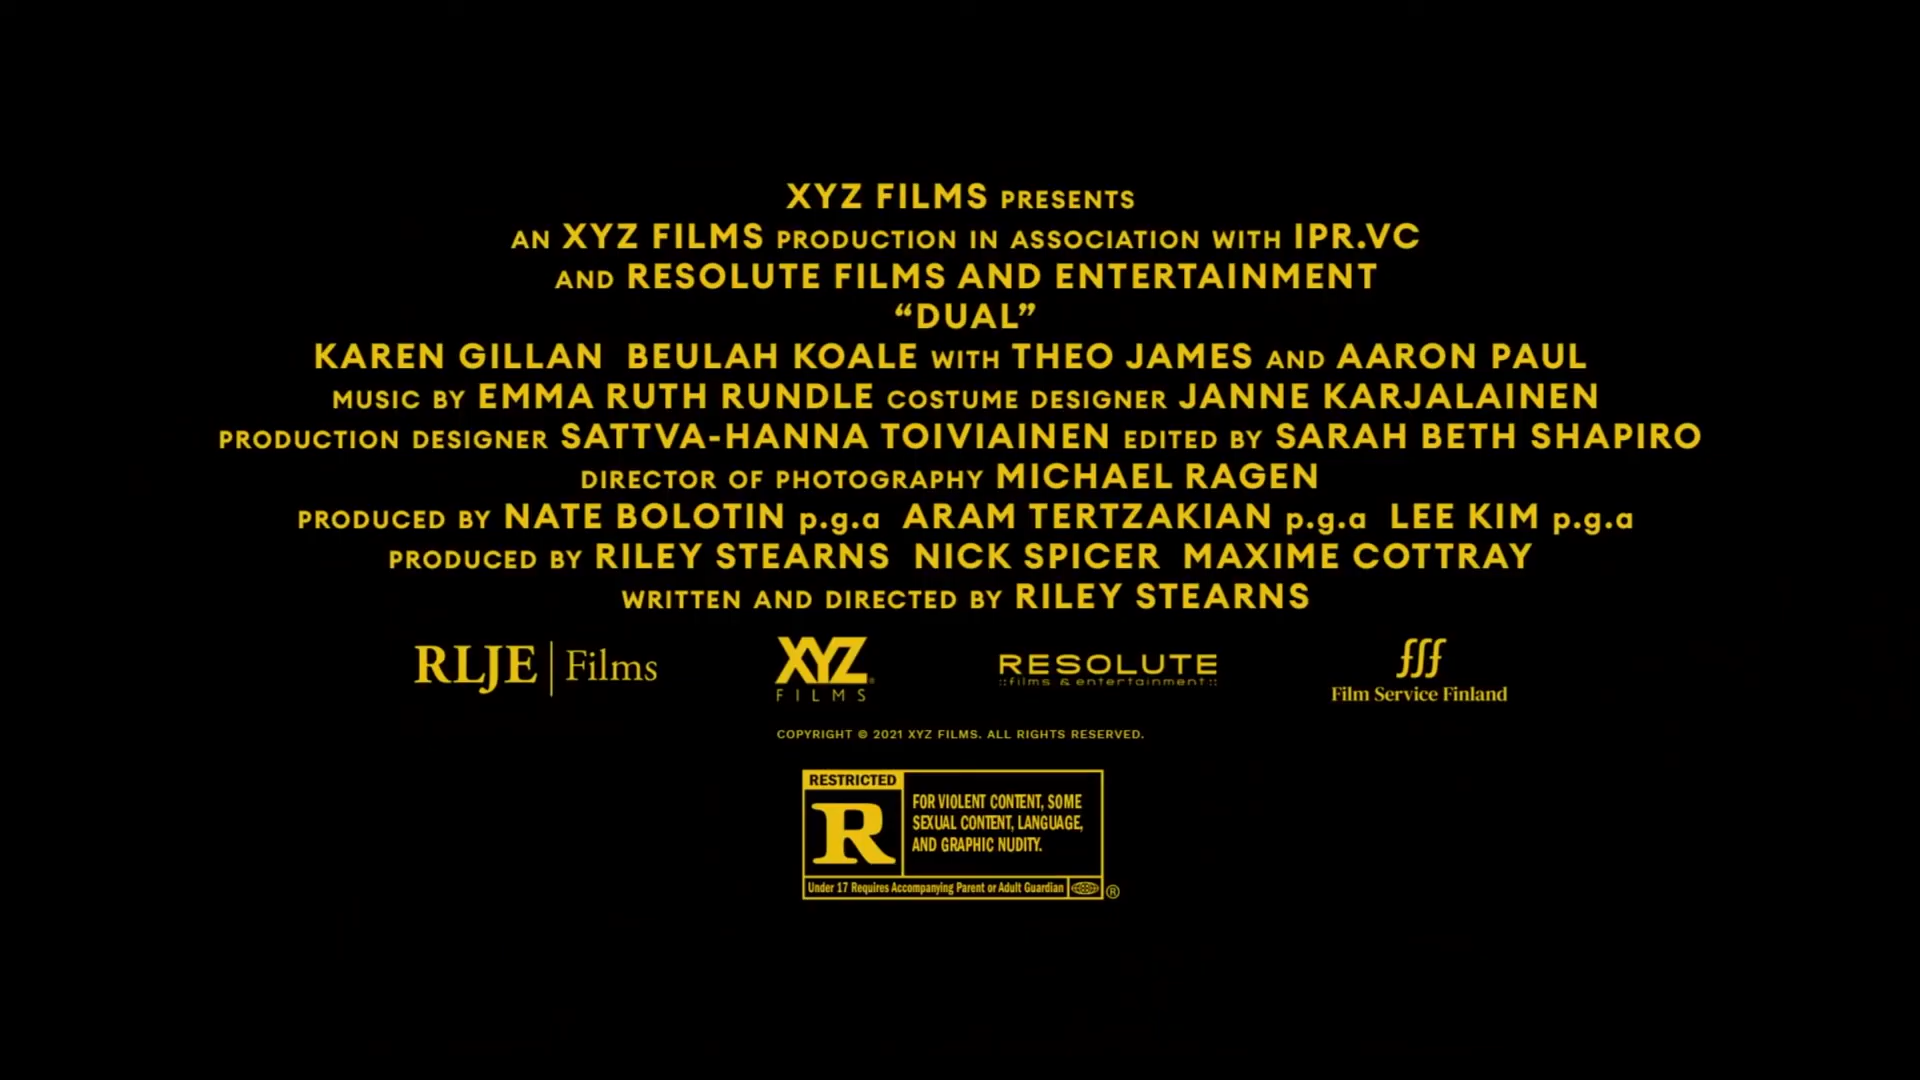 XYZ FILMS PRESENTS
AN XYZ FILMS PRODUCTION IN ASSOCIATION WITH IPR.VC
AND RESOLUTE FILMS AND ENTERTAINMENT
“DUAL”
KAREN GILLAN BEULAH KOALE WITH THEO JAMES AND AARON PAUL
MUSIC BY EMMA RUTH RUNDLE COSTUME DESIGNER JANNE KARJALAINEN
PRODUCTION DESIGNER SATTVA-HANNA TOIVIAINEN EDITED BY SARAH BETH SHAPIRO
DIRECTOR OF PHOTOGRAPHY MICHAEL RAGEN
PRODUCED BY NATE BOLOTIN p.g.a ARAM TERTZAKIAN p.g.a LEE KIM p.g.a
PRODUCED BY RILEY STEARNS NICK SPICER MAXIME COTTRAY
WRITTEN AND DIRECTED BY RILEY STEARNS
RLJE | Films
XYZ
FILMS
RESOLUTE
::films & entertainment::
fff
Film Service Finland
COPYRIGHT © 2021 XYZ FILMS. ALL RIGHTS RESERVED.
RESTRICTED
R
FOR VIOLENT CONTENT, SOME
SEXUAL CONTENT, LANGUAGE,
AND GRAPHIC NUDITY.
Under 17 Requires Accompanying Parent or Adult Guardian ®